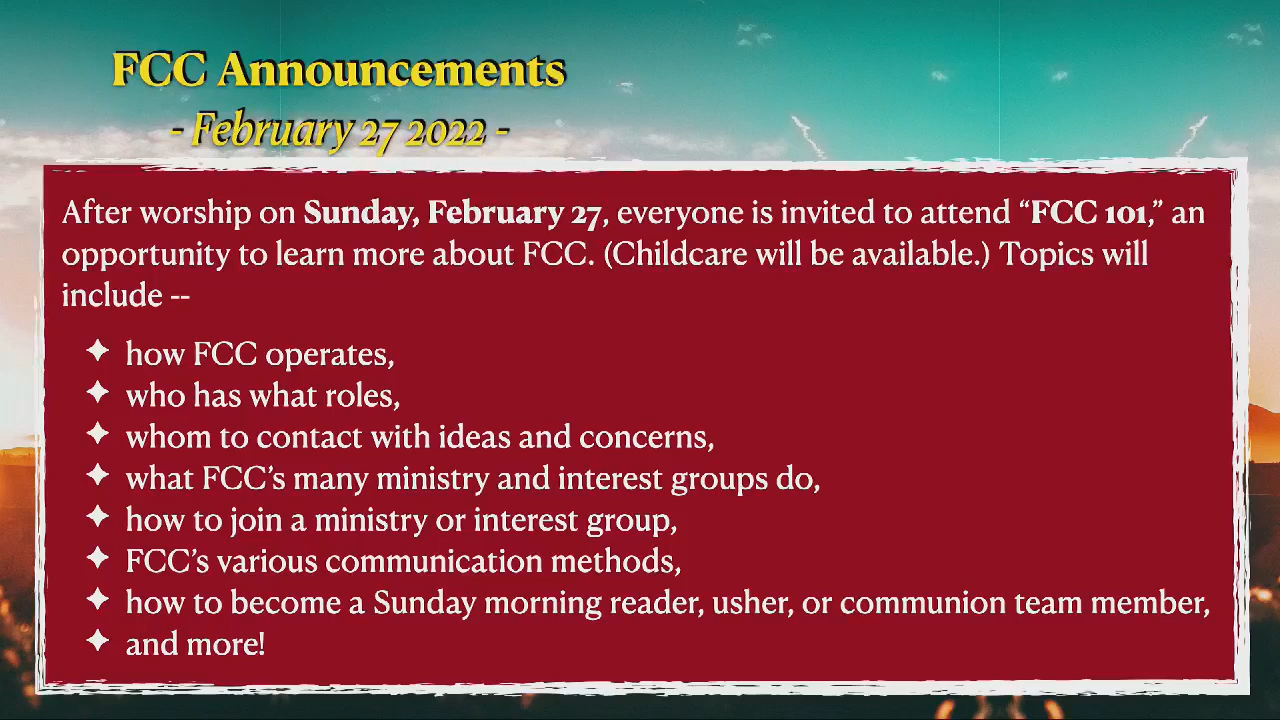 FCC Announcements
- February 27 2022 -
After worship on Sunday, February 27, everyone is invited to attend “FCC 101,” an
opportunity to learn more about FCC. (Childcare will be available.) Topics will
include --
✦ how FCC operates,
✦ who has what roles,
✦ whom to contact with ideas and concerns,
✦ what FCC’s many ministry and interest groups do,
✦ how to join a ministry or interest group,
✦ FCC’s various communication methods,
✦ how to become a Sunday morning reader, usher, or communion team member,
✦ and more!